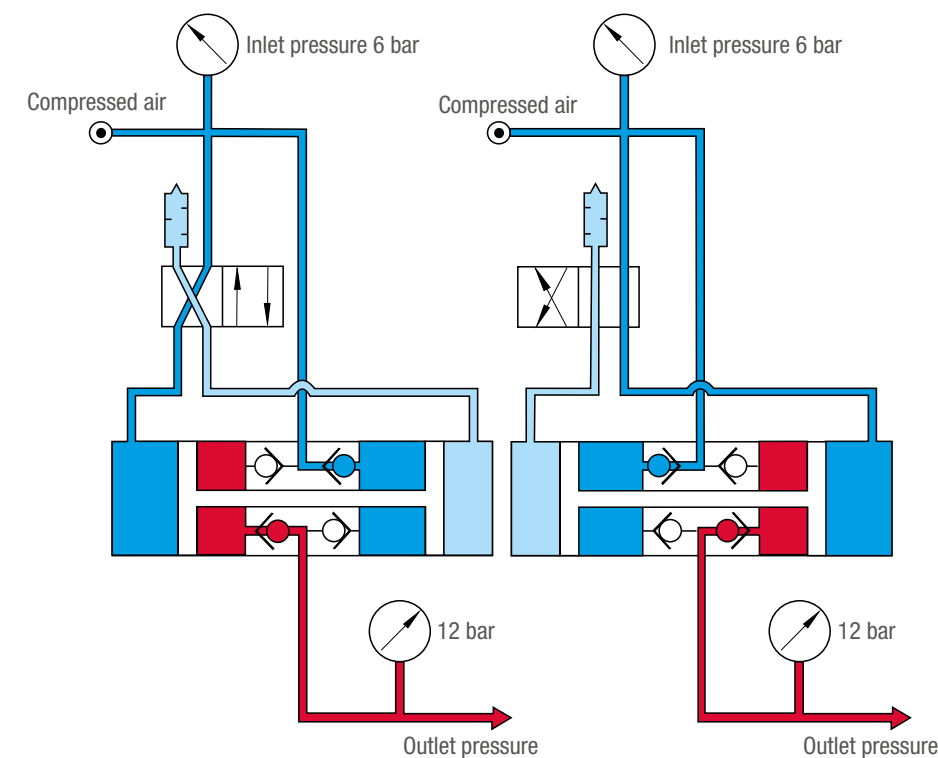 Inlet pressure 6 bar
Inlet pressure 6 bar
Compressed air
Compressed air
12 bar
12 bar
Outlet pressure
Outlet pressure